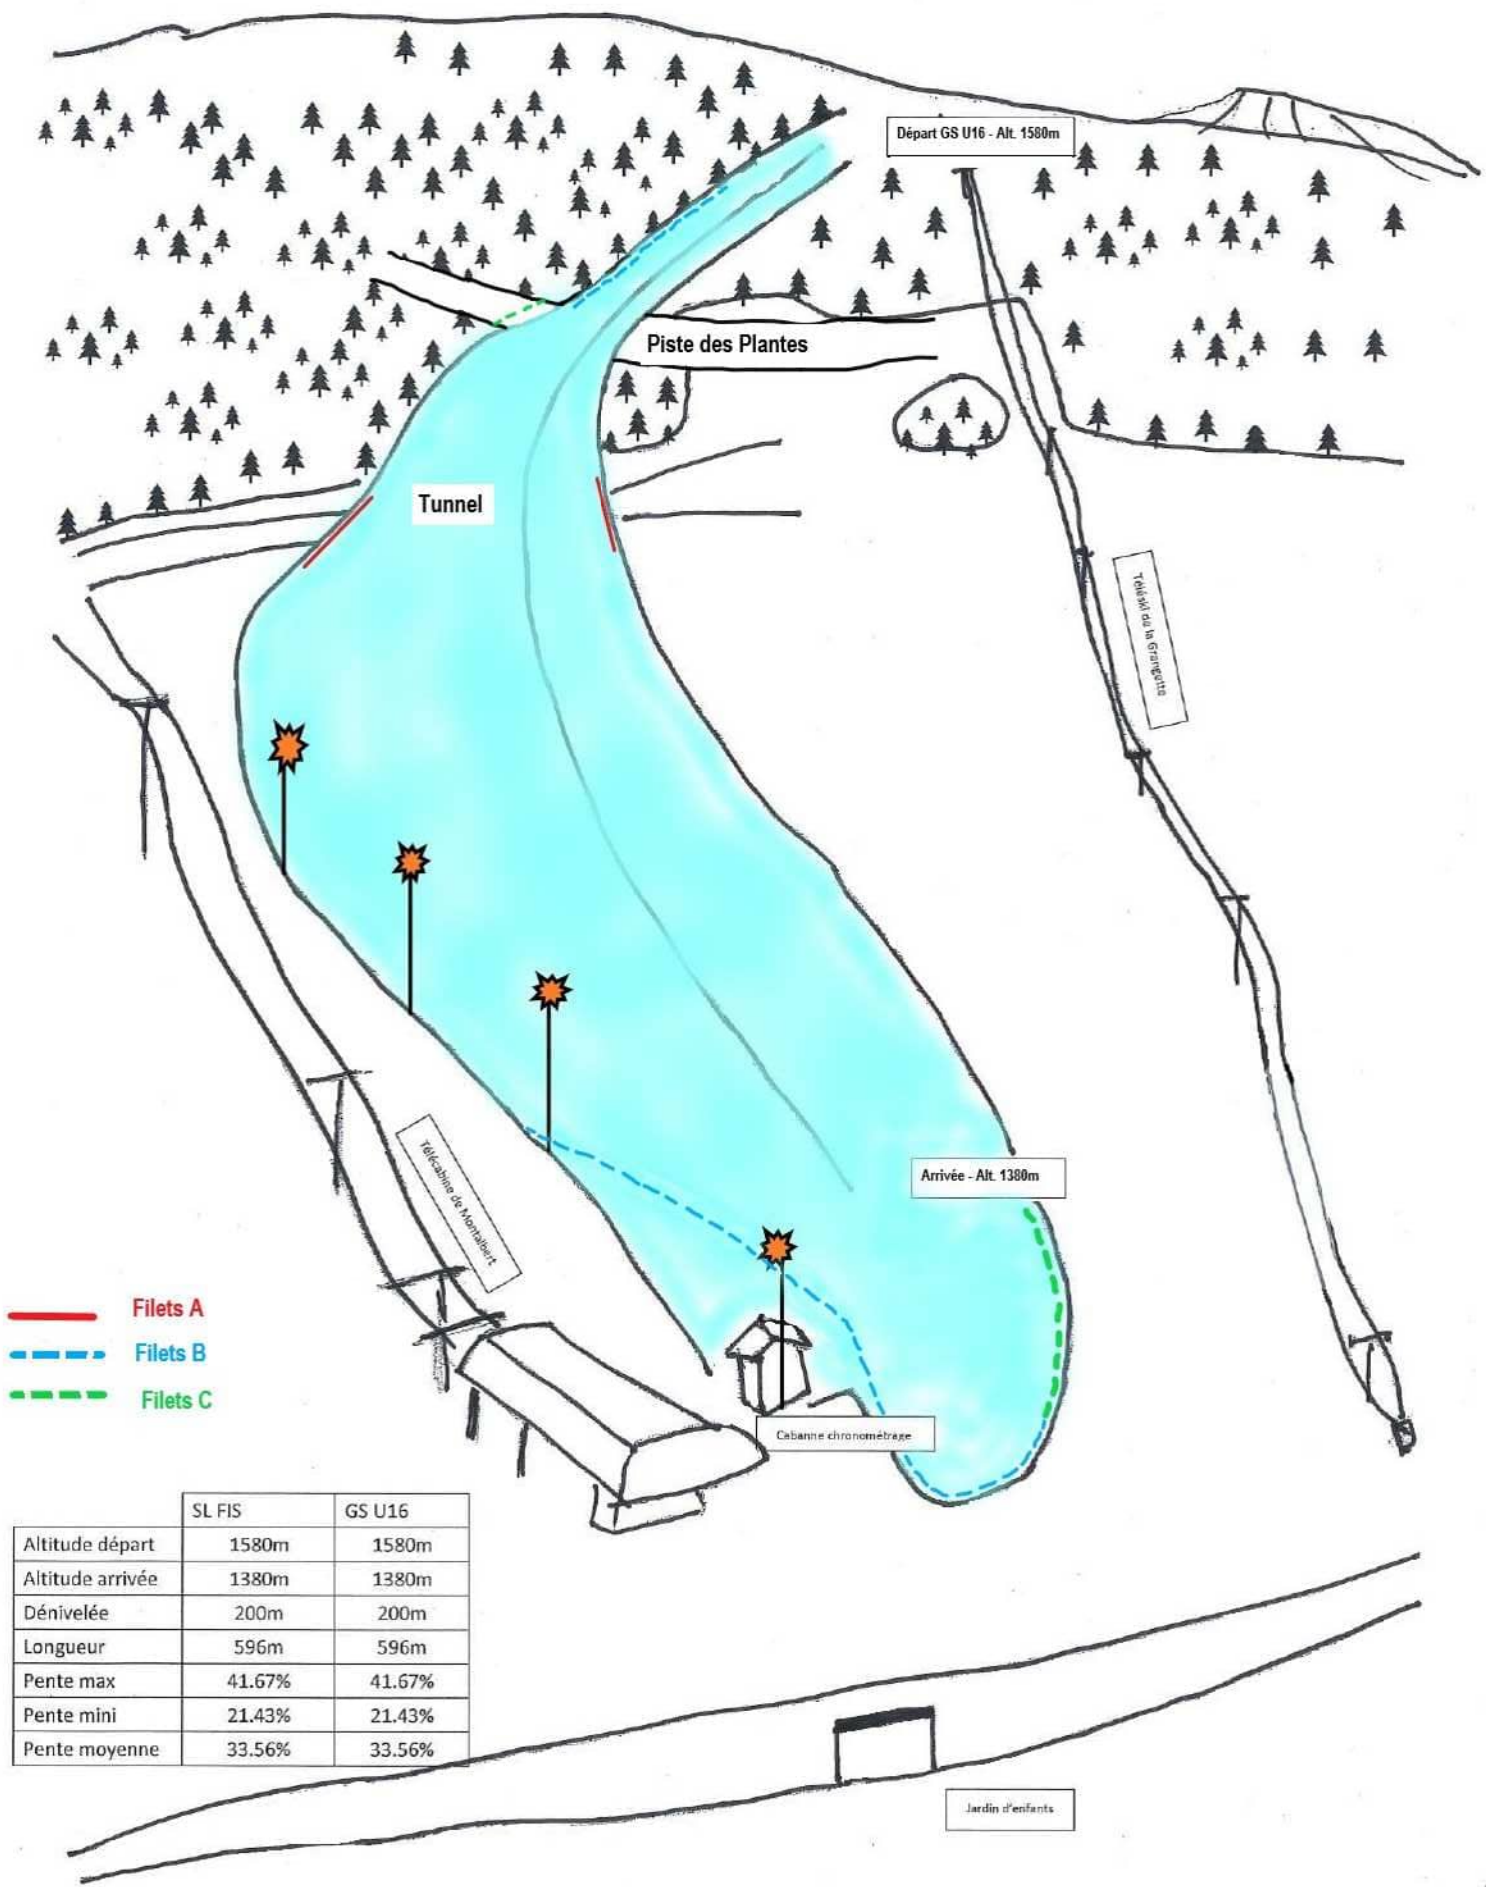 Départ GS U16 - Alt. 1580m
Piste des Plantes
Tunnel
Téléski de la Grangette
Télécabine de Montalbert
Arrivée - Alt. 1380m
Filets A
Filets B
Filets C
Cabanne chronométrage
SL FIS GS U16
Altitude départ 1580m 1580m
Altitude arrivée 1380m 1380m
Dénivelée 200m 200m
Longueur 596m 596m
Pente max 41.67% 41.67%
Pente mini 21.43% 21.43%
Pente moyenne 33.56% 33.56%
Jardin d'enfants